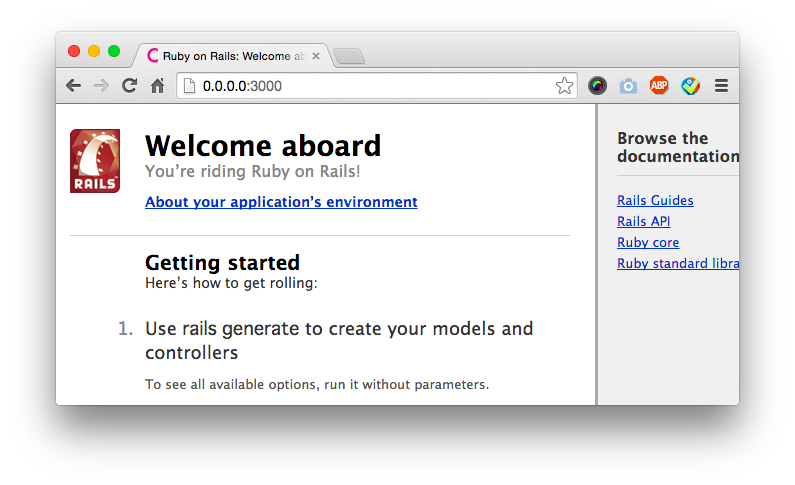 Ruby on Rails: Welcome ab
0.0.0.0:3000
ABP
RAILS
Welcome aboard
You’re riding Ruby on Rails!
About your application’s environment
Getting started
Here’s how to get rolling:
1. Use rails generate to create your models and
controllers
To see all available options, run it without parameters.
Browse the
documentation
Rails Guides
Rails API
Ruby core
Ruby standard libra